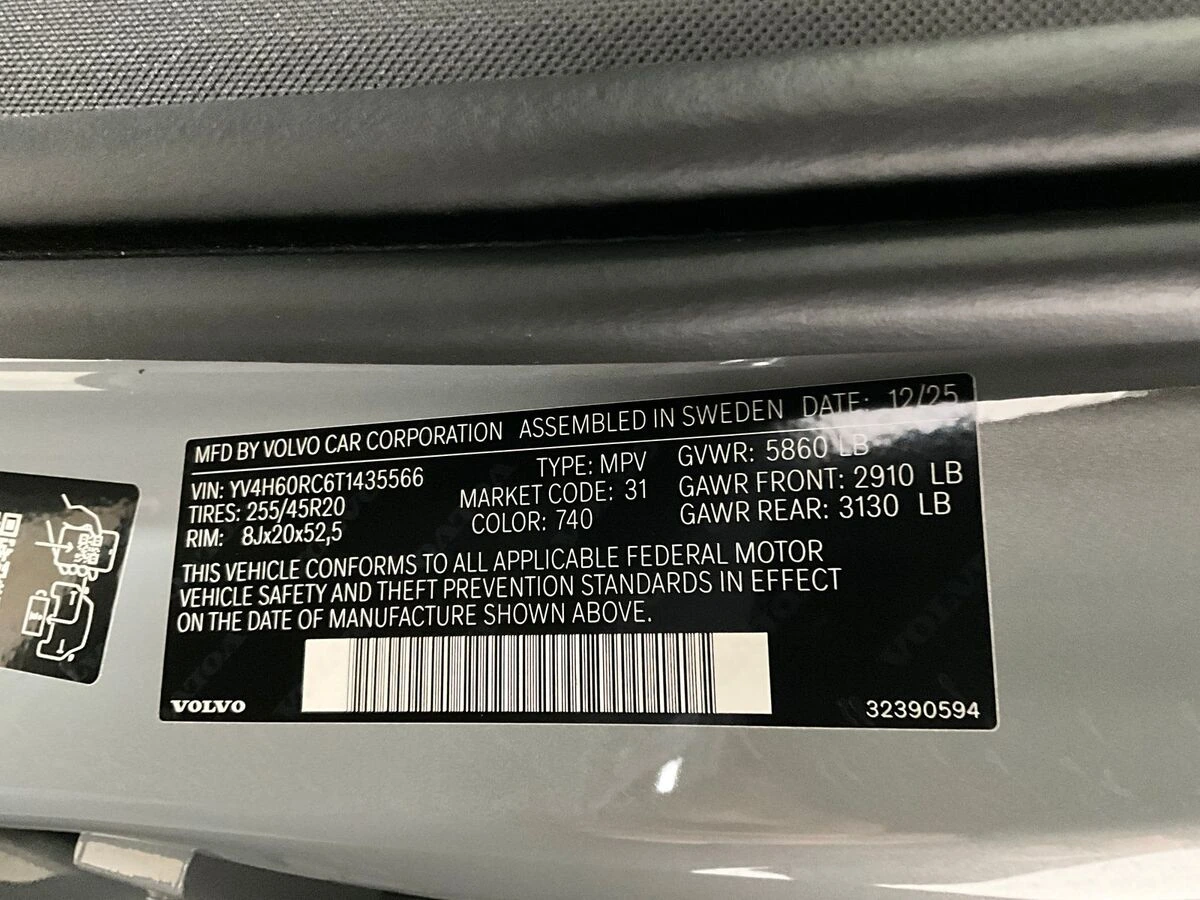 MFD BY VOLVO CAR CORPORATION ASSEMBLED IN SWEDEN DATE: 12/25
VIN: YV4H60RC6T1435566 TYPE: MPV GVWR: 5860 LB
TIRES: 255/45R20 MARKET CODE: 31 GAWR FRONT: 2910 LB
RIM: 8Jx20x52,5 COLOR: 740 GAWR REAR: 3130 LB
THIS VEHICLE CONFORMS TO ALL APPLICABLE FEDERAL MOTOR
VEHICLE SAFETY AND THEFT PREVENTION STANDARDS IN EFFECT
ON THE DATE OF MANUFACTURE SHOWN ABOVE.
VOLVO 32390594